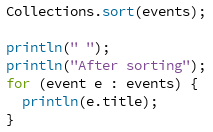 Collections.sort(events);

println(" ");
println("After sorting");
for (event e : events) {
  println(e.title);
}